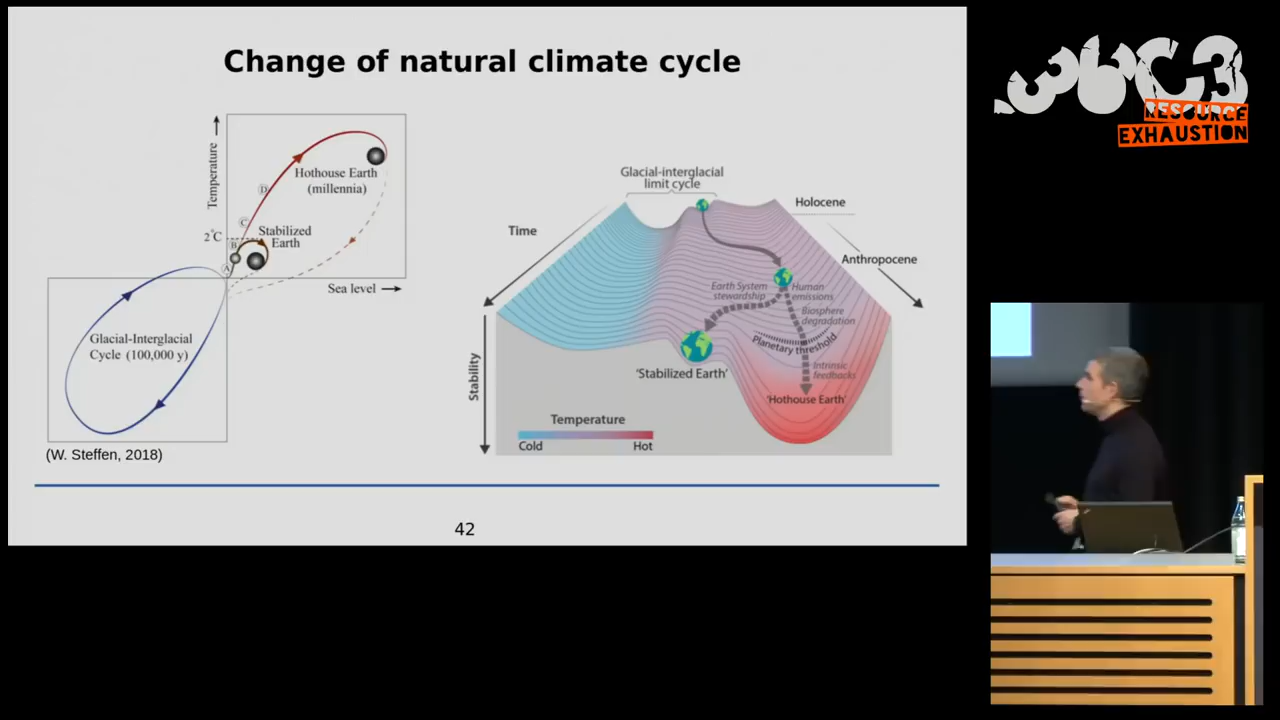 Change of natural climate cycle
Temperature
Hothouse Earth
(millennia)
D
C
2°C
B
Stabilized
Earth
A
Sea level
Glacial-Interglacial
Cycle (100,000 y)
(W. Steffen, 2018)
Glacial-interglacial
limit cycle
Holocene
Time
Anthropocene
Earth System
stewardship
Human
emissions
Biosphere
degradation
Planetary threshold
Intrinsic
feedbacks
Stability
'Stabilized Earth'
'Hothouse Earth'
Temperature
Cold
Hot
42
36C3
RESOURCE
EXHAUSTION